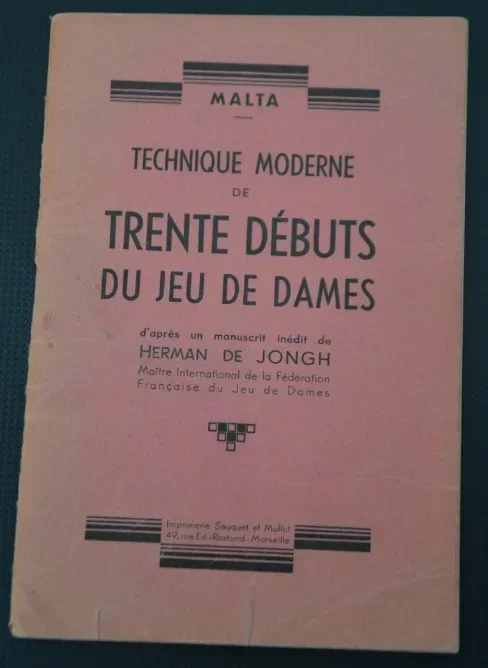 MALTA
TECHNIQUE MODERNE
DE
TRENTE DÉBUTS
DU JEU DE DAMES
d'après un manuscrit inédit de
HERMAN DE JONGH
Maître International de la Fédération
Française du Jeu de Dames
Imprimerie Sauquet et Mullot
49, rue Ed.-Rostand-Marseille